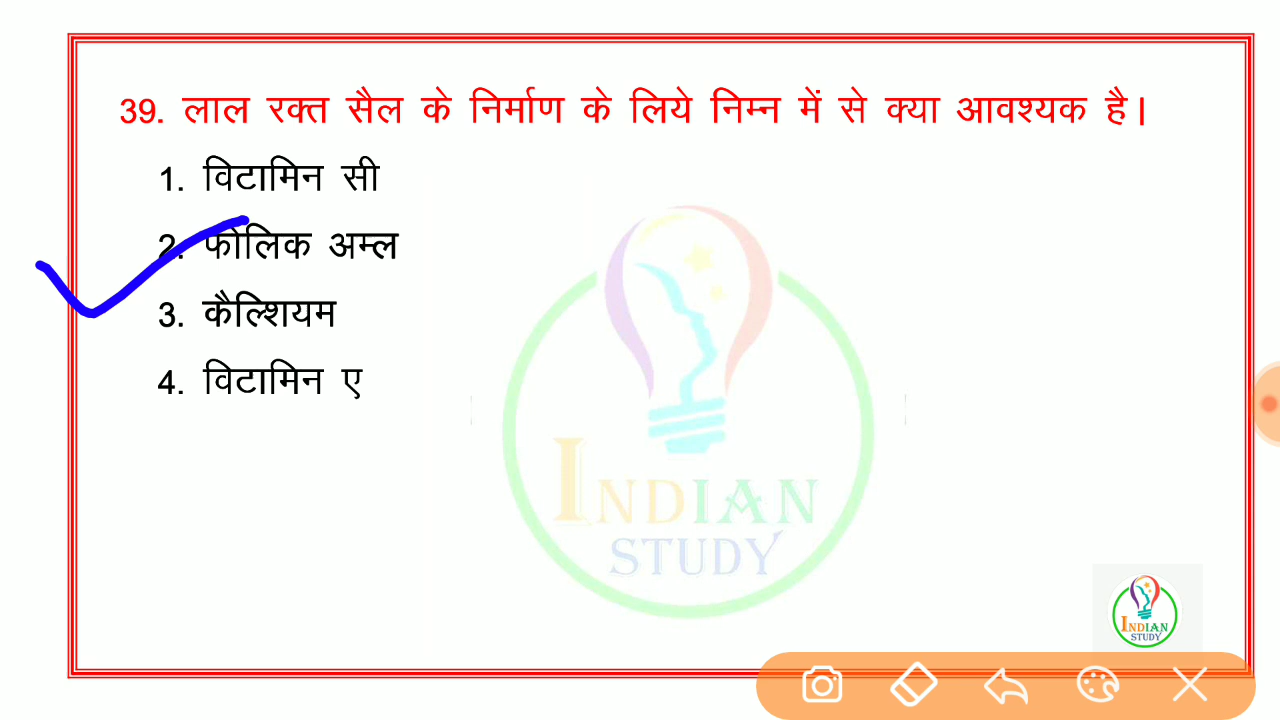 39. लाल रक्त सैल के निर्माण के लिये निम्न में से क्या आवश्यक है।
1. विटामिन सी
2. फोलिक अम्ल
3. कैल्शियम
4. विटामिन ए
INDIAN
STUDY
INDIAN
STUDY